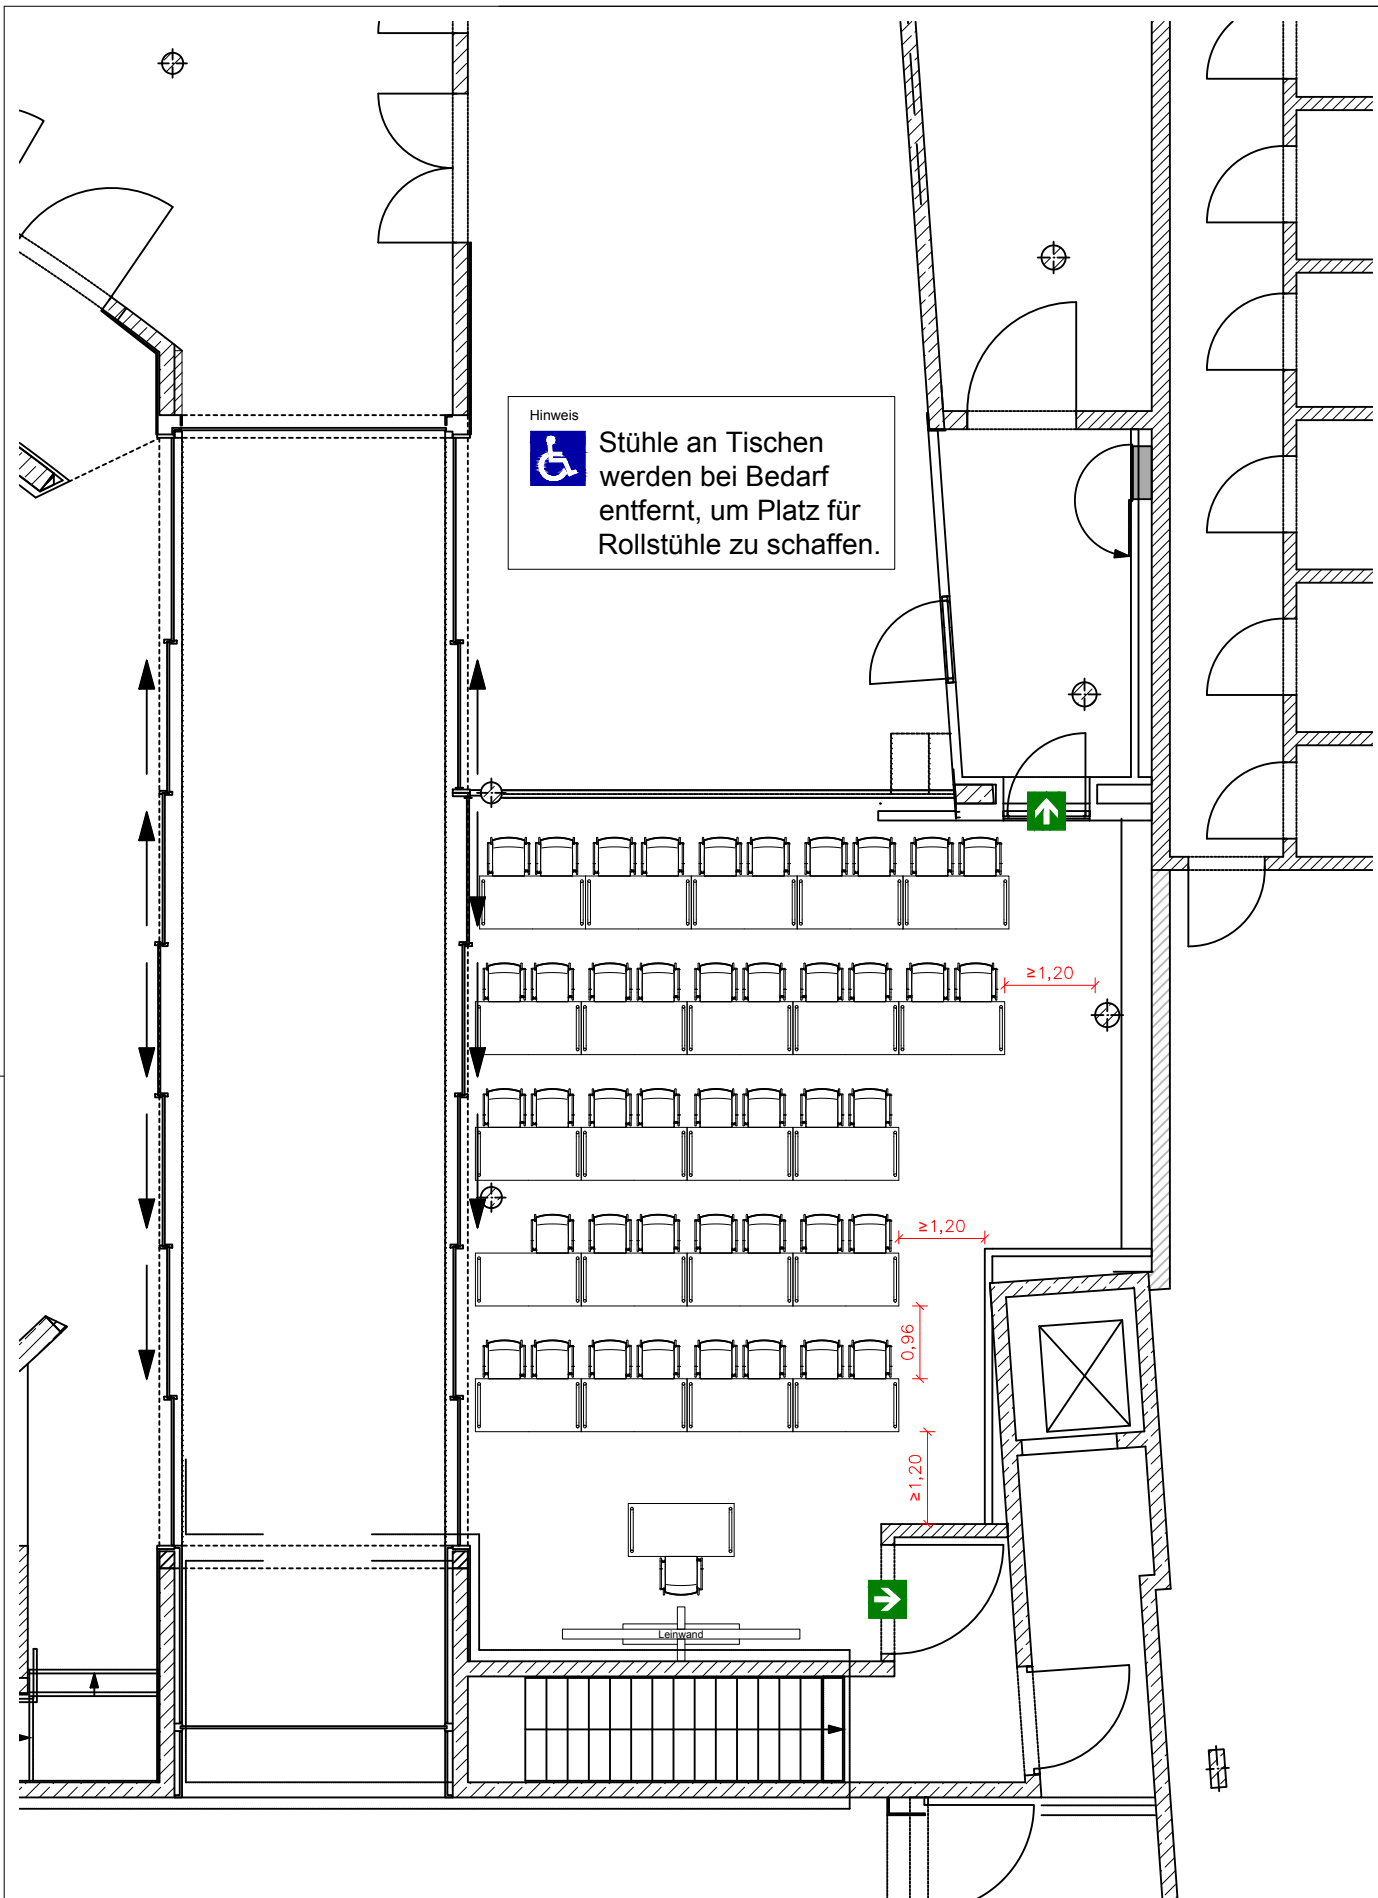 Hinweis
Stühle an Tischen
werden bei Bedarf
entfernt, um Platz für
Rollstühle zu schaffen.
≥1,20
≥1,20
0,96
≥1,20
Leinwand